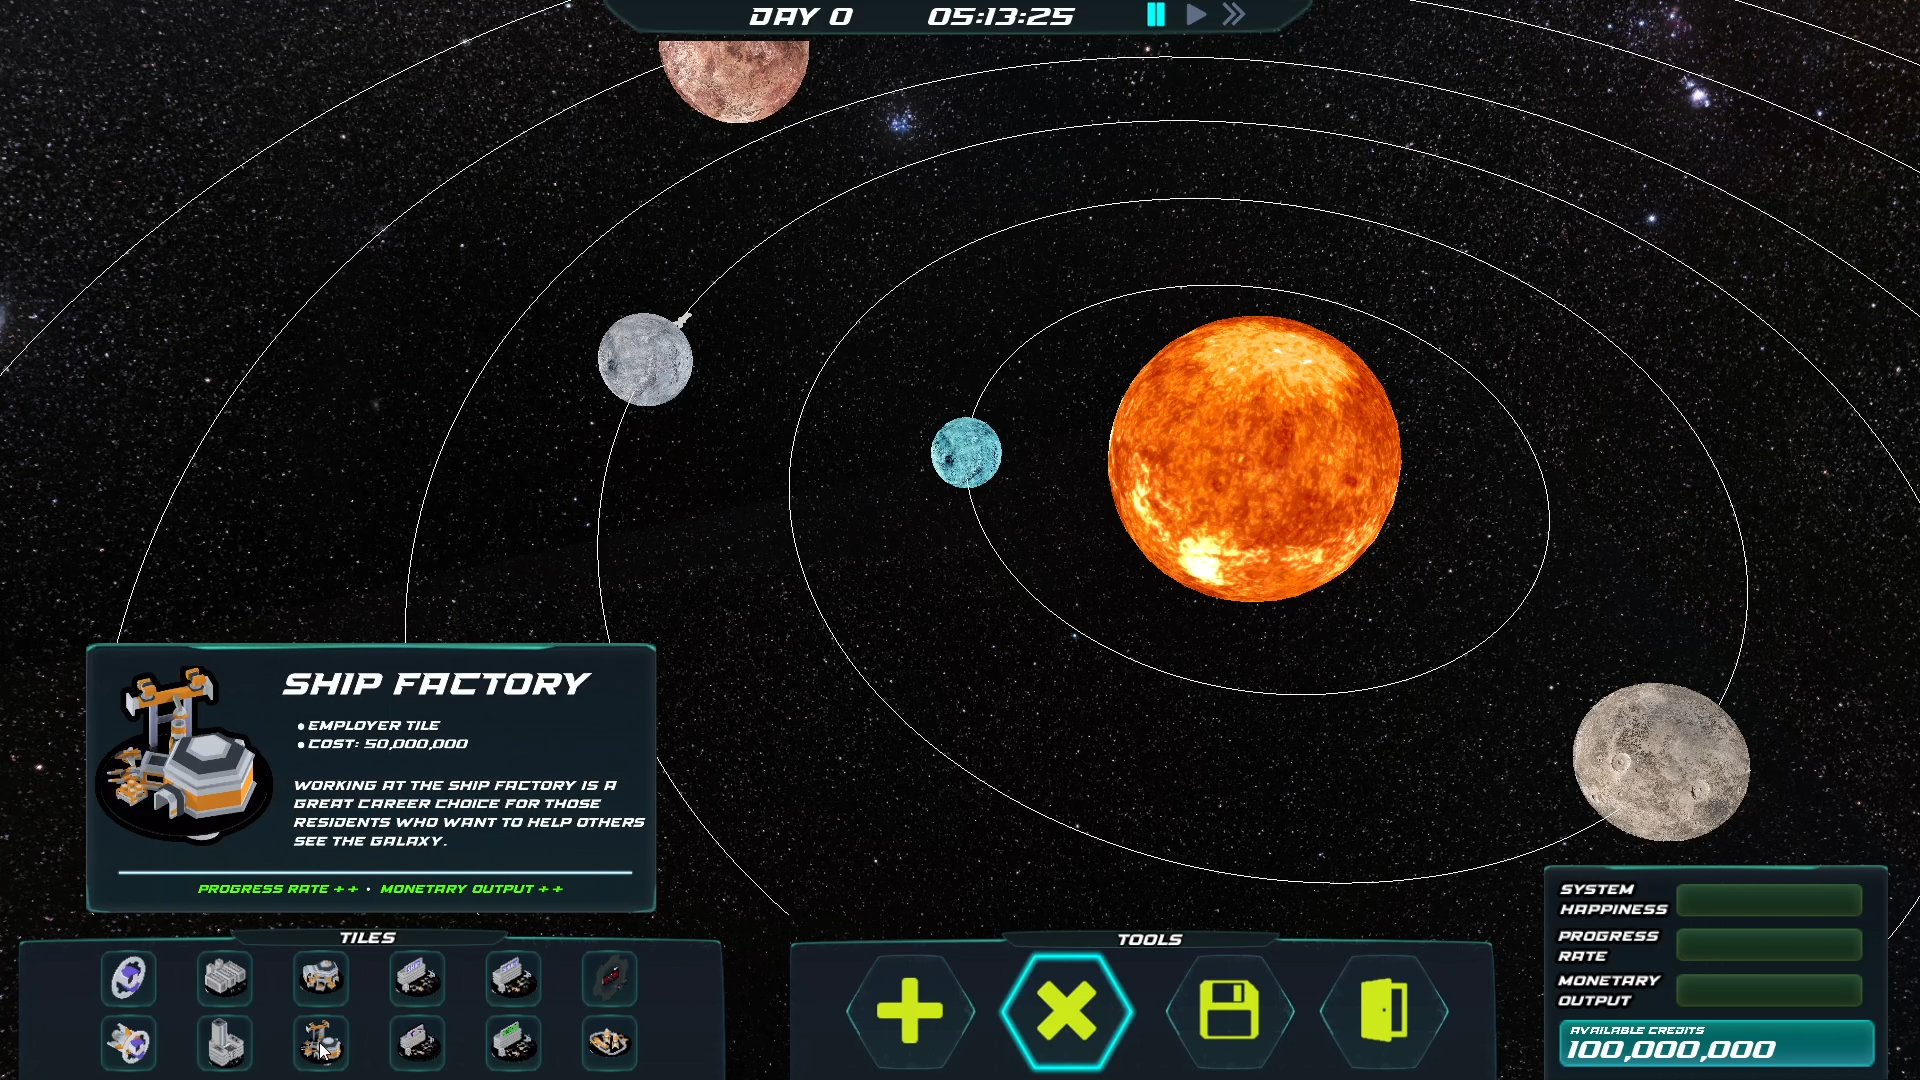 DAY 0 05:13:25
SHIP FACTORY
• EMPLOYER TILE
• COST: 50,000,000
WORKING AT THE SHIP FACTORY IS A
GREAT CAREER CHOICE FOR THOSE
RESIDENTS WHO WANT TO HELP OTHERS
SEE THE GALAXY.
PROGRESS RATE ++ • MONETARY OUTPUT ++
TILES
TOOLS
SYSTEM
HAPPINESS
PROGRESS
RATE
MONETARY
OUTPUT
AVAILABLE CREDITS
100,000,000